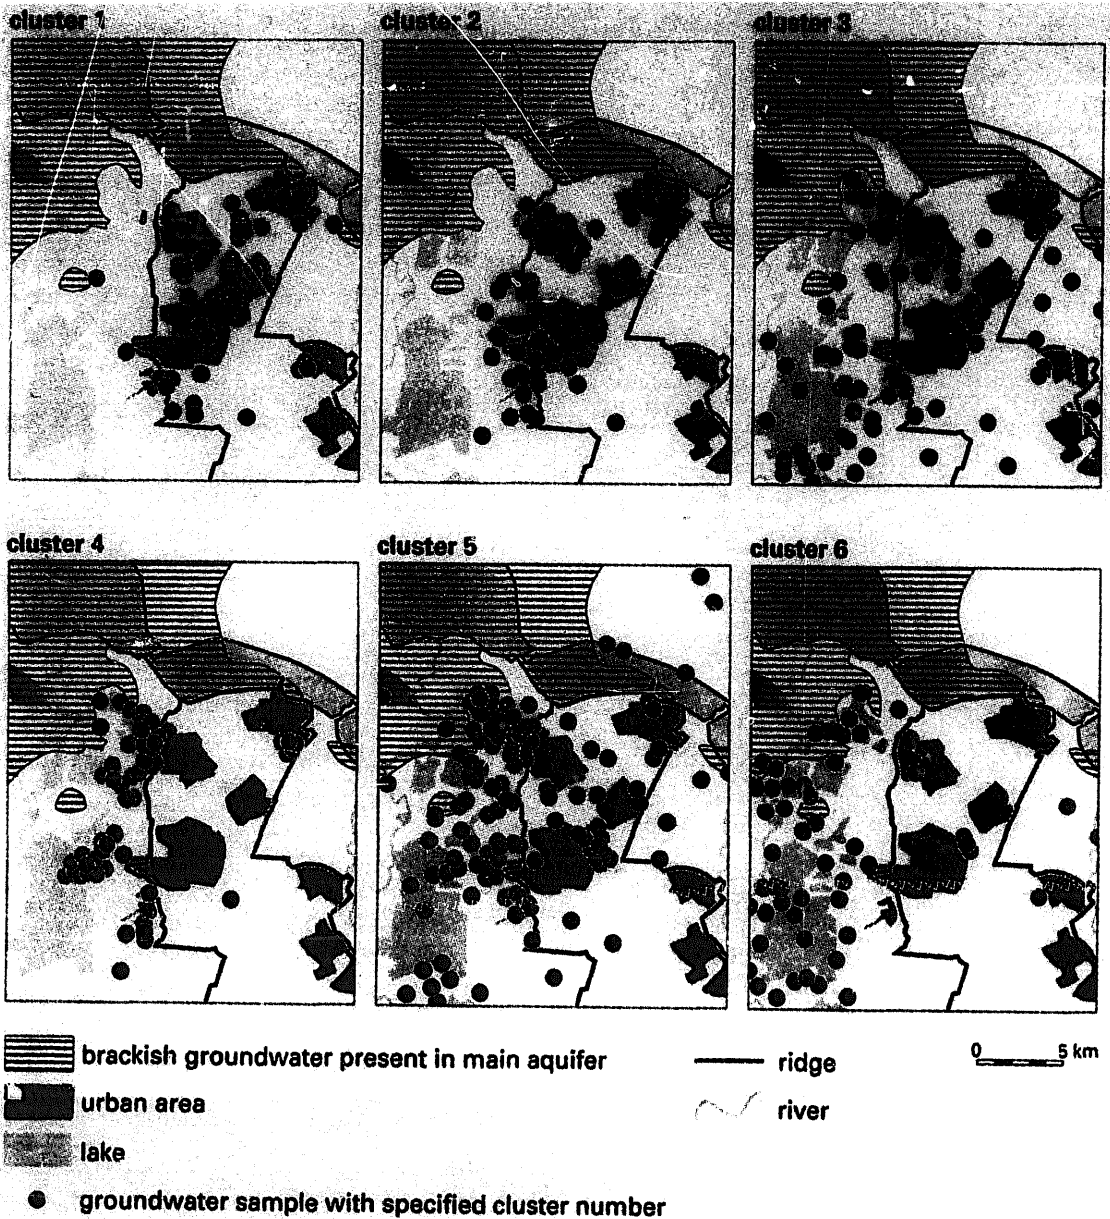 cluster 1
cluster 2
cluster 3
cluster 4
cluster 5
cluster 6
brackish groundwater present in main aquifer
urban area
lake
groundwater sample with specified cluster number
ridge
river
0 5 km